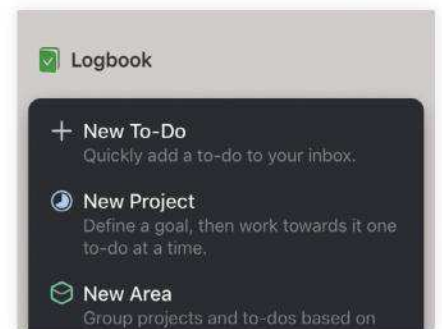 Logbook
New To-Do
Quickly add a to-do to your inbox.
New Project
Define a goal, then work towards it one
to-do at a time.
New Area
Group projects and to-dos based on